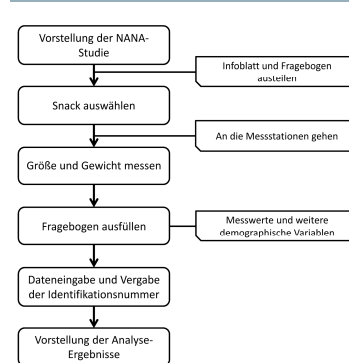 Vorstellung der NANA-
Studie
Infoblatt und Fragebogen
austeilen
Snack auswählen
An die Messstationen gehen
Größe und Gewicht messen
Fragebogen ausfüllen
Messwerte und weitere
demographische Variablen
Dateneingabe und Vergabe
der Identifikationsnummer
Vorstellung der Analyse-
Ergebnisse